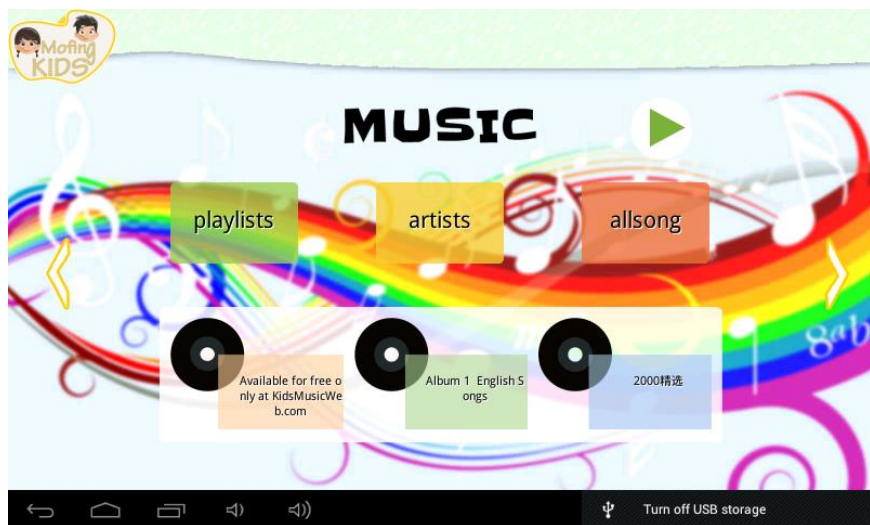 Mofing
KIDS
MUSIC
playlists
artists
allsong
8ab
Available for free o
nly at KidsMusicWe
b.com
Album 1 English S
ongs
2000精选
Turn off USB storage